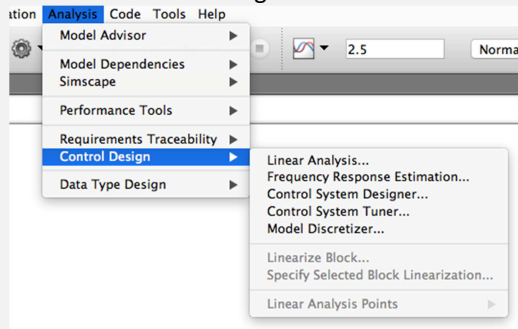 ation Analysis Code Tools Help
Model Advisor
2.5
Norma
Model Dependencies
Simscape
Performance Tools
Requirements Traceability
Control Design
Data Type Design
Linear Analysis...
Frequency Response Estimation...
Control System Designer...
Control System Tuner...
Model Discretizer...
Linearize Block...
Specify Selected Block Linearization...
Linear Analysis Points